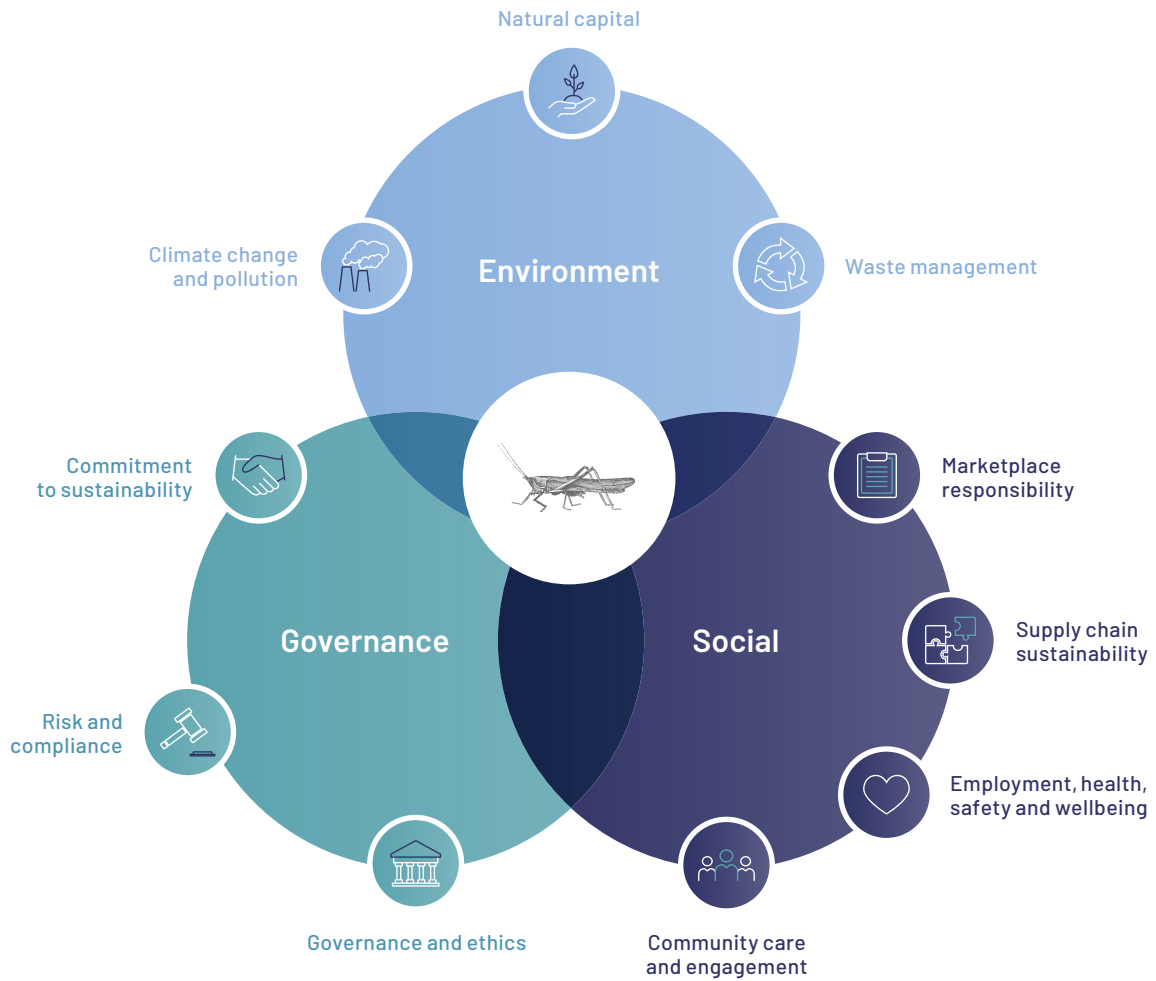 Natural capital
Climate change
and pollution
Environment
Waste management
Commitment
to sustainability
Marketplace
responsibility
Governance
Social
Supply chain
sustainability
Risk and
compliance
Employment, health,
safety and wellbeing
Governance and ethics
Community care
and engagement